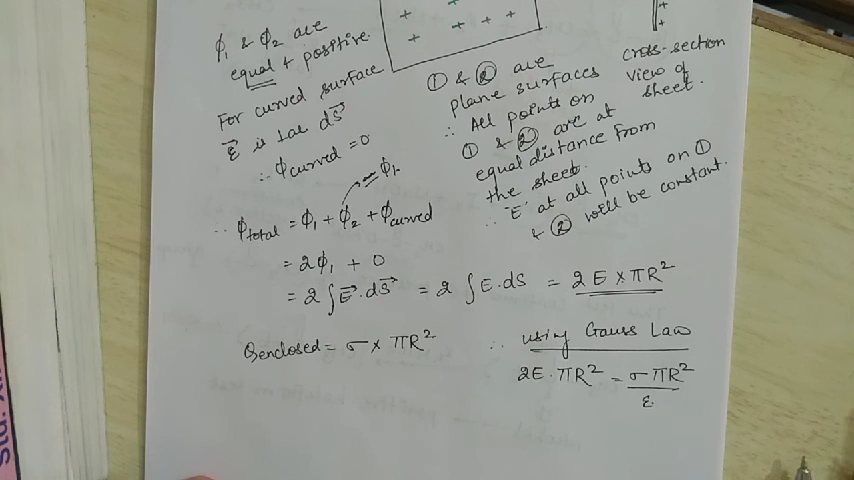 φ₁ & φ₂ are
equal & positive.
For curved surface
E⃗ is lar dS⃗
∴ φcurved = 0
+ + + + + +
① & ② are
plane surfaces
∴ All points on
① & ② are at
equal distance from
the sheet.
∴ 'E' at all points on ①
& ② will be constant.
cross-section
view of
sheet.
+
+
φ₁
∴ φtotal = φ₁ + φ₂ + φcurved
= 2φ₁ + 0
= 2 ∫ E⃗ . dS⃗ = 2 ∫ E. dS = 2 E × πR²
Qenclosed = σ × πR²
∴ using Gauss Law
2E . πR² = σ πR²
ε
Std.